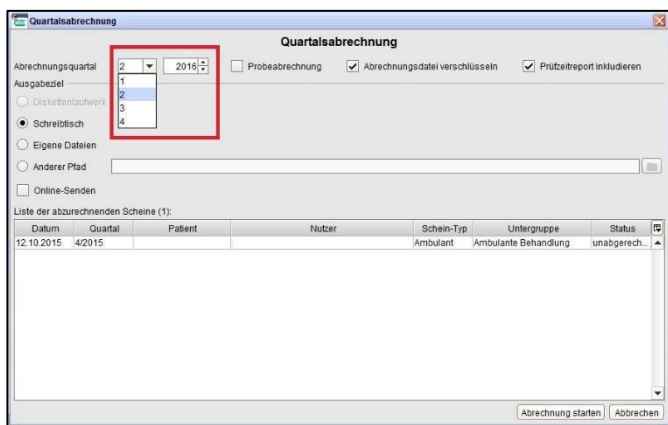 Quartalsabrechnung
Quartalsabrechnung
Abrechnungsquartal 2 2016 Probeabrechnung Abrechnungsdatei verschlüsseln Prüfzeitreport inkludieren
1
2
3
4
Ausgabeziel
Diskettenlaufwerk
Schreibtisch
Eigene Dateien
Anderer Pfad
Online-Senden
Liste der abzurechnenden Scheine (1):
Datum Quartal Patient Nutzer Schein-Typ Untergruppe Status
12.10.2015 4/2015 Ambulant Ambulante Behandlung unabgerech...
Abrechnung starten Abbrechen